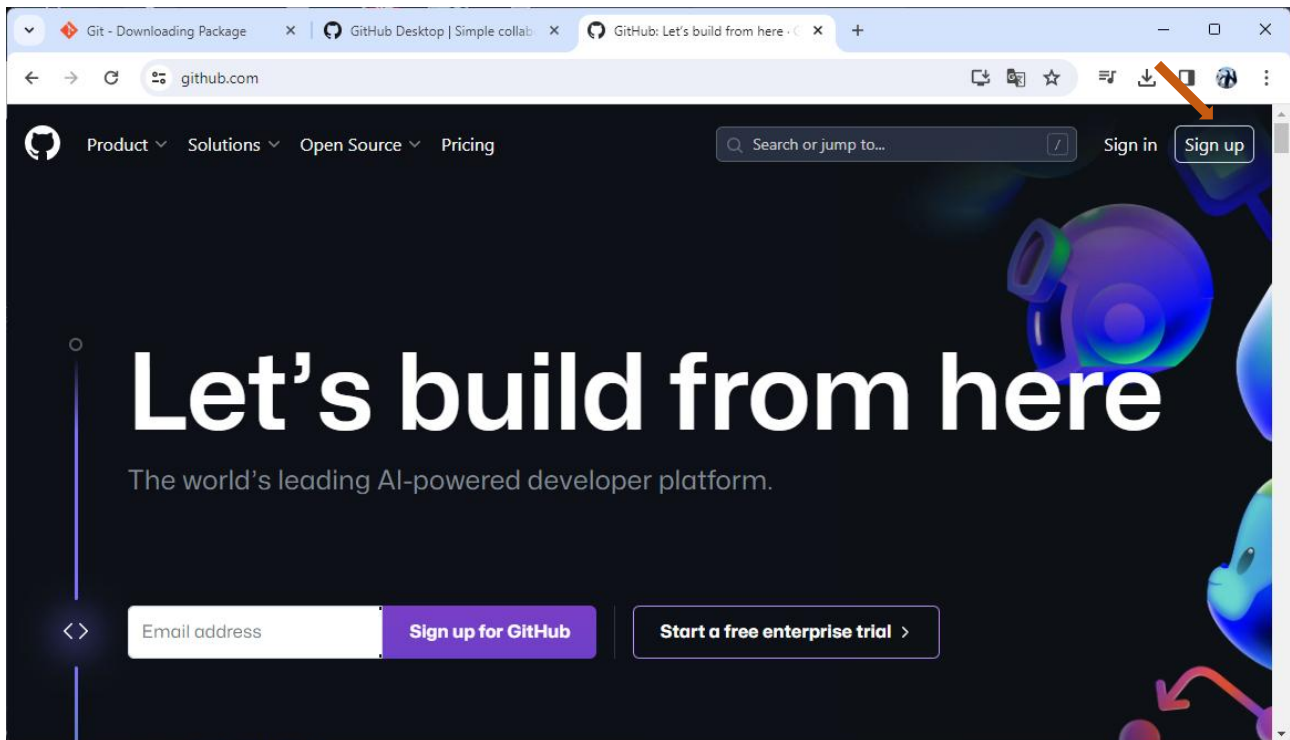 Git - Downloading Package
GitHub Desktop | Simple collab
GitHub: Let's build from here ·
github.com
Product Solutions Open Source Pricing Search or jump to... / Sign in Sign up
Let's build from here
The world's leading AI-powered developer platform.
Email address Sign up for GitHub Start a free enterprise trial >